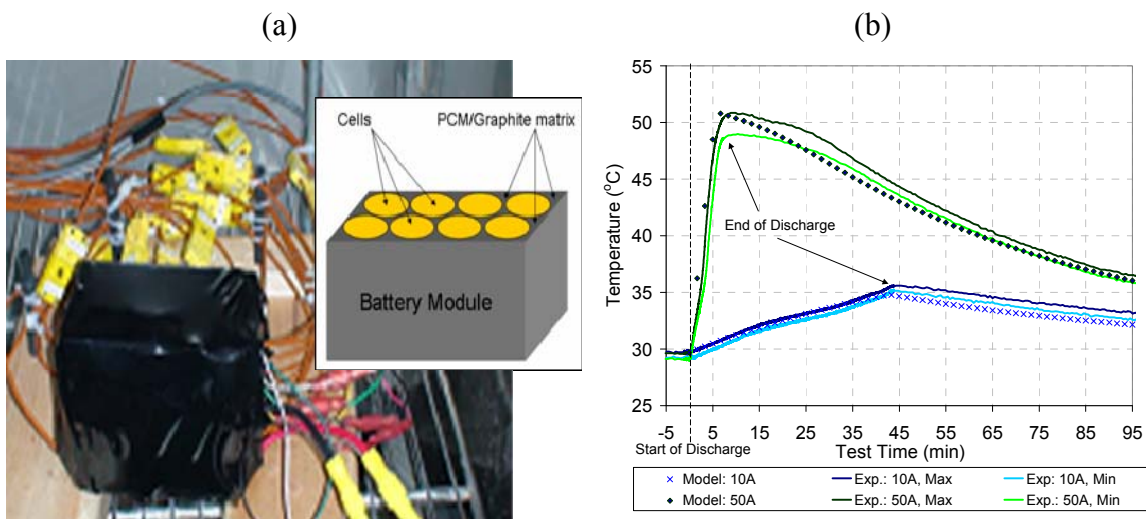 (a)
Cells
PCM/Graphite matrix
Battery Module
(b)
Temperature (°C)
55
50
45
40
35
30
25
End of Discharge
-5 5 15 25 35 45 55 65 75 85 95
Start of Discharge
Test Time (min)
Model: 10A
Exp.: 10A, Max
Exp: 10A, Min
Model: 50A
Exp.: 50A, Max
Exp.: 50A, Min